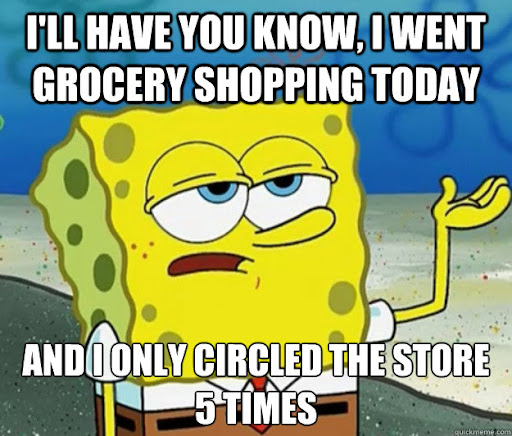 I'LL HAVE YOU KNOW, I WENT
GROCERY SHOPPING TODAY
AND I ONLY CIRCLED THE STORE
5 TIMES
quickmeme.com